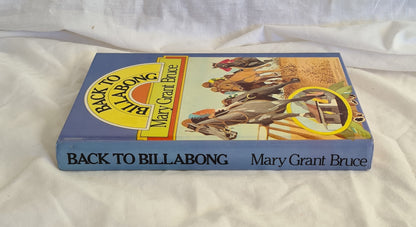 BACK TO
BILLABONG
Mary Grant Bruce
BACK TO BILLABONG Mary Grant Bruce